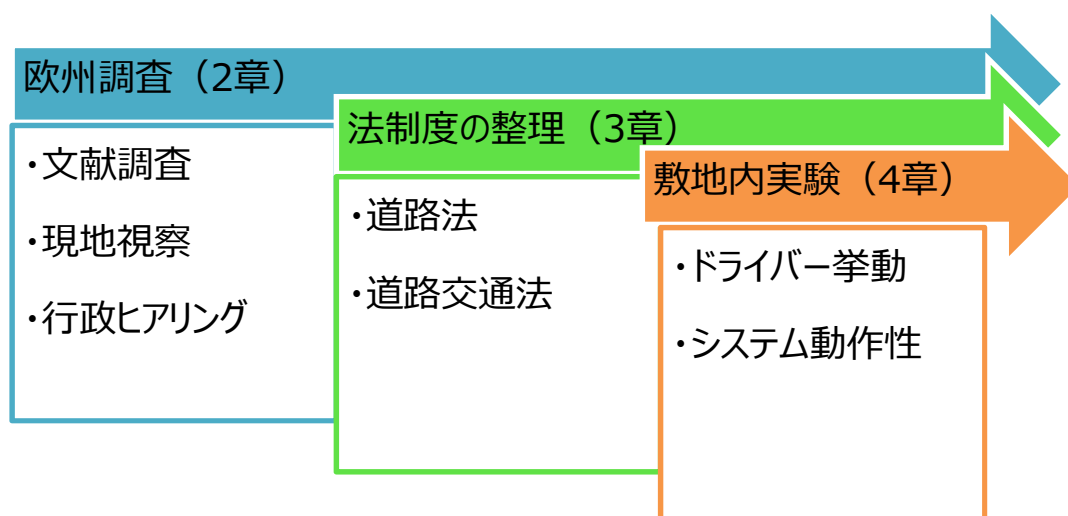 欧州調査（2章）
・文献調査
・現地視察
・行政ヒアリング
法制度の整理（3章）
・道路法
・道路交通法
敷地内実験（4章）
・ドライバー挙動
・システム動作性